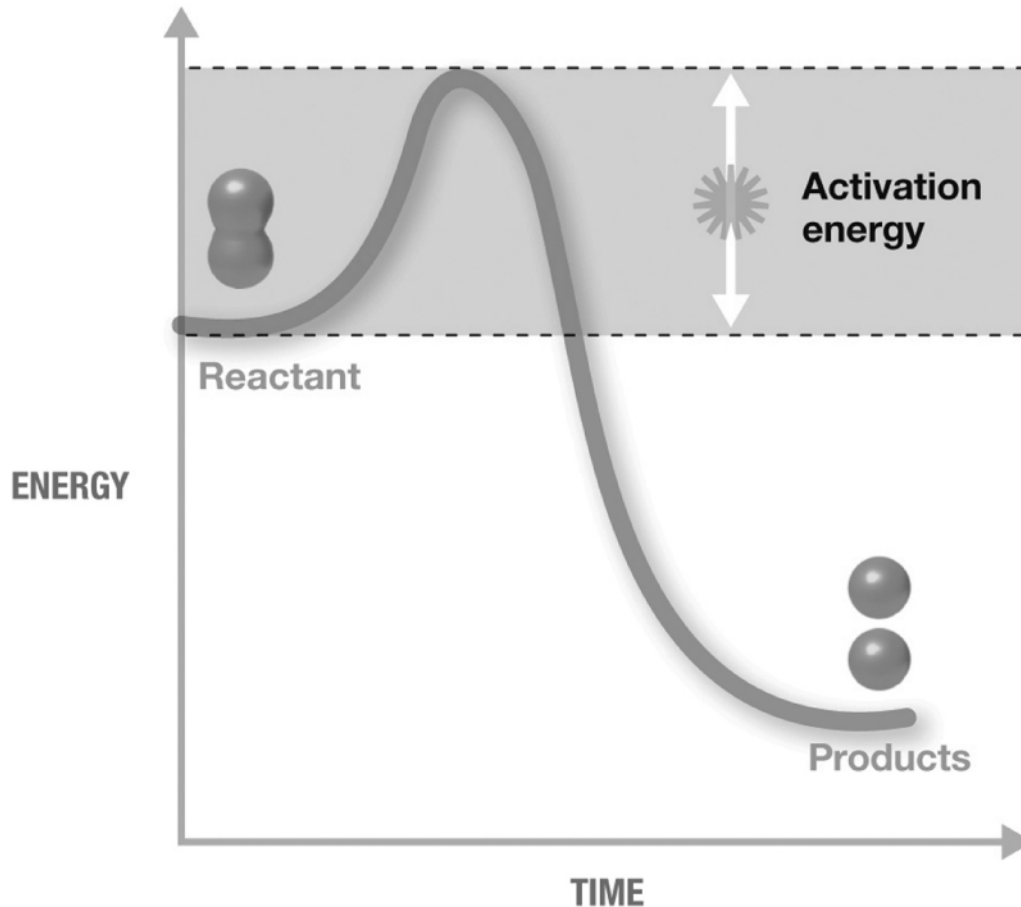 Activation
energy
Reactant
ENERGY
Products
TIME